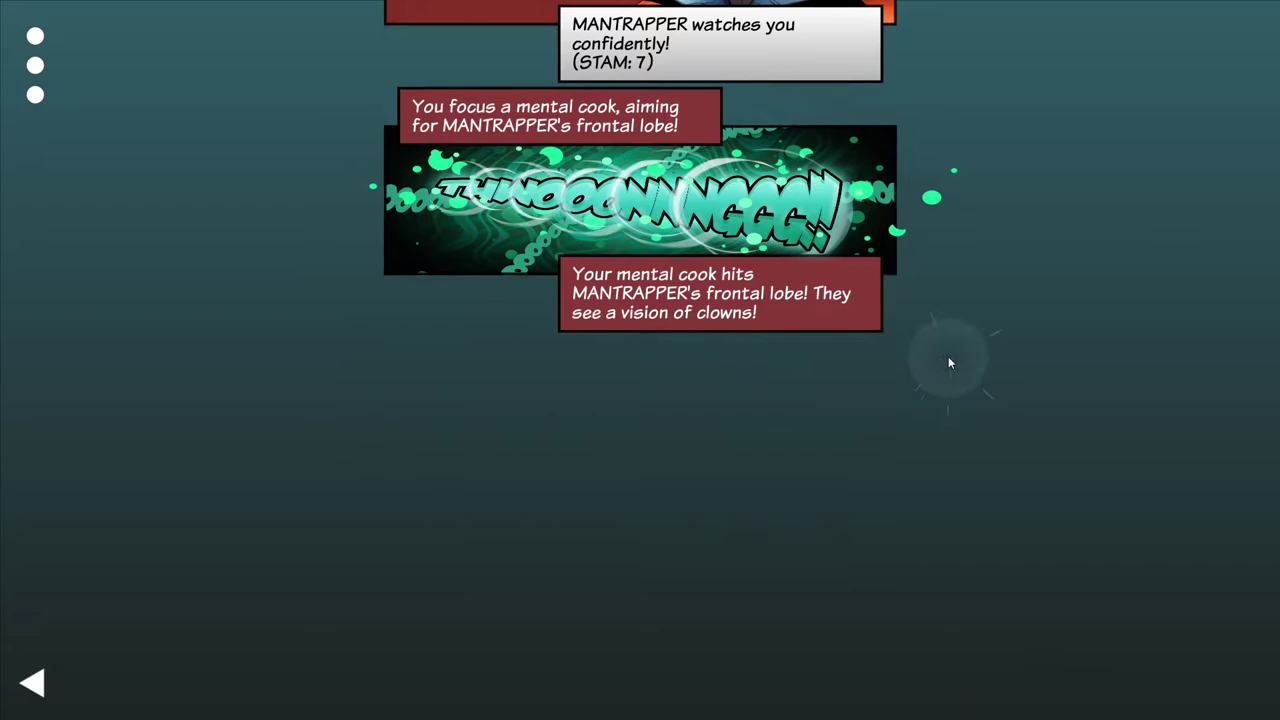 MANTRAPPER watches you
confidently!
(STAM: 7)
You focus a mental cook, aiming
for MANTRAPPER's frontal lobe!
THWOOONNNGGG!!
Your mental cook hits
MANTRAPPER's frontal lobe! They
see a vision of clowns!